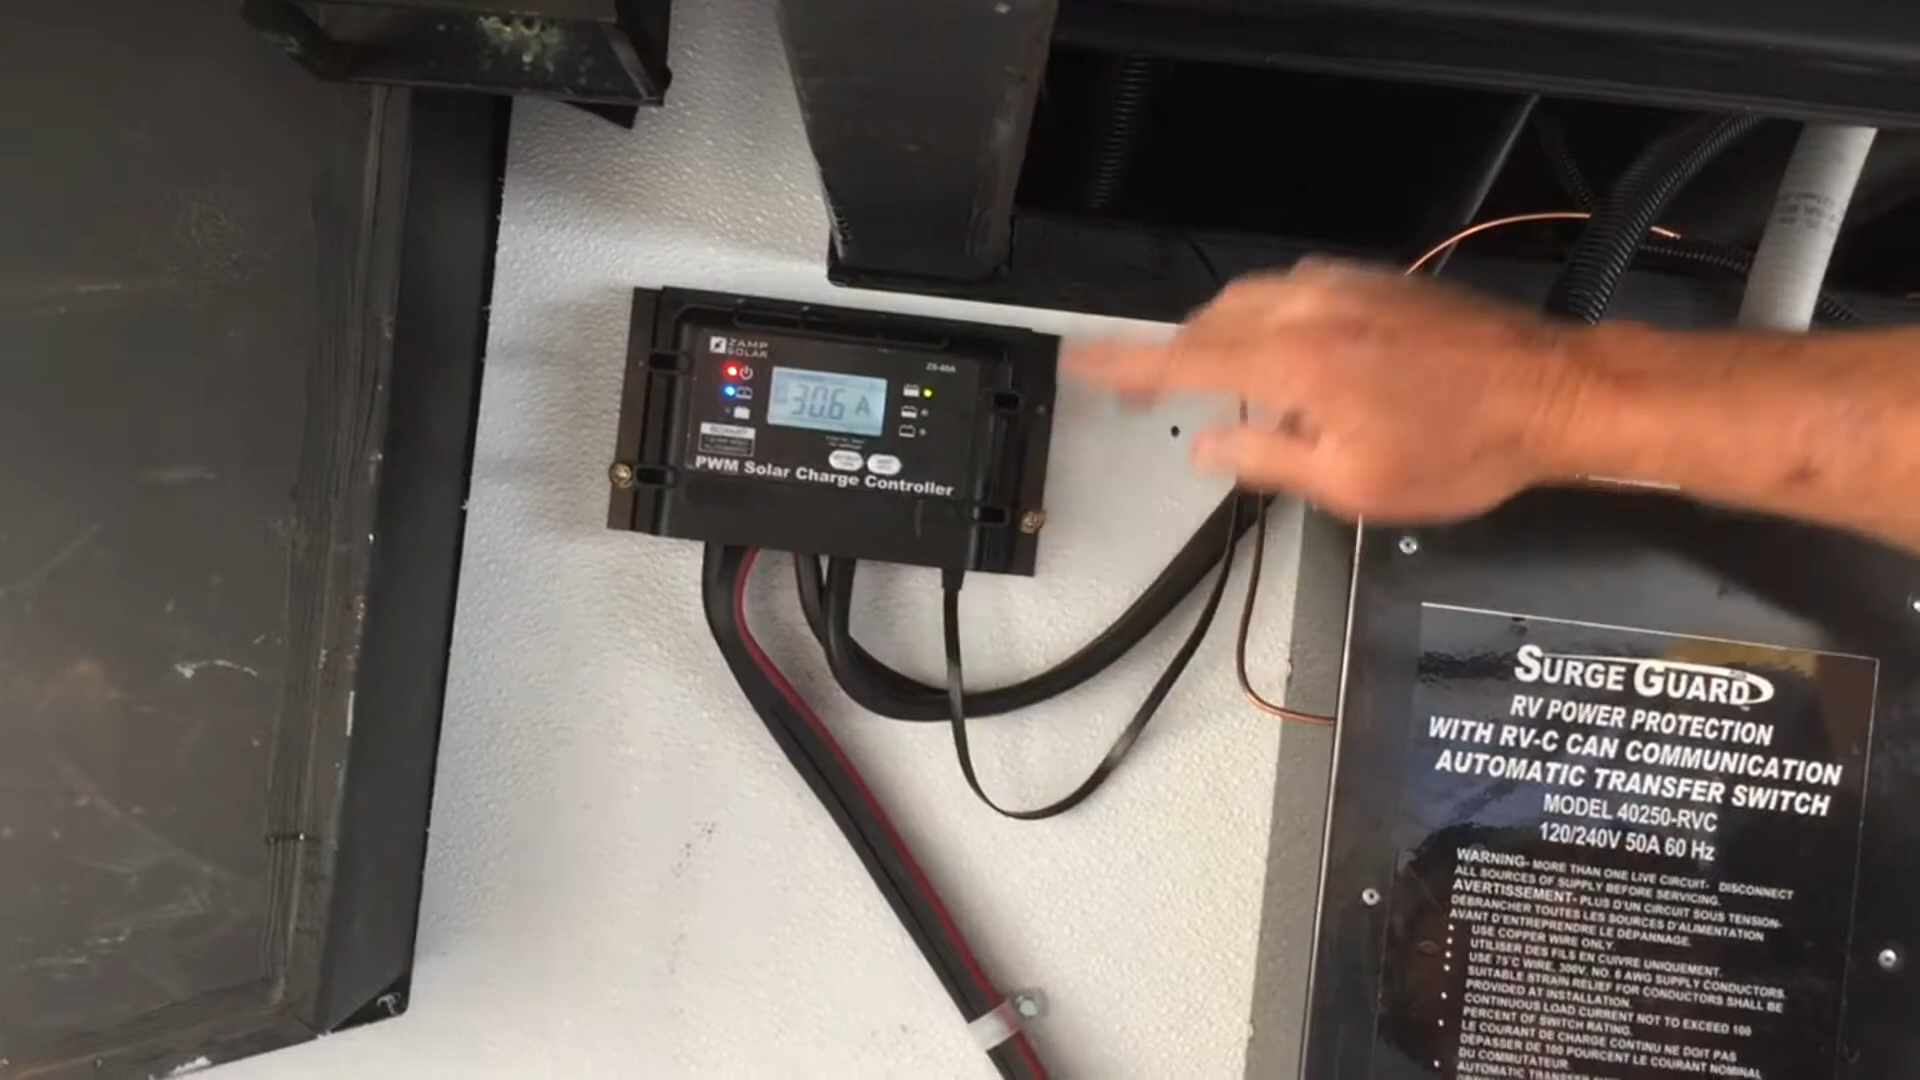 ZAMP
SOLAR
ZS-60A
30.6 A
PWM Solar Charge Controller
SURGE GUARD
RV POWER PROTECTION
WITH RV-C CAN COMMUNICATION
AUTOMATIC TRANSFER SWITCH
MODEL 40250-RVC
120/240V 50A 60 Hz
WARNING- MORE THAN ONE LIVE CIRCUIT- DISCONNECT
ALL SOURCES OF SUPPLY BEFORE SERVICING.
AVERTISSEMENT- PLUS D'UN CIRCUIT SOUS TENSION-
DÉBRANCHER TOUTES LES SOURCES D'ALIMENTATION
AVANT D'ENTREPRENDRE LE DÉPANNAGE.
• USE COPPER WIRE ONLY.
• UTILISER DES FILS EN CUIVRE UNIQUEMENT.
• USE 75°C WIRE, 300V, NO. 6 AWG SUPPLY CONDUCTORS.
SUITABLE STRAIN RELIEF FOR CONDUCTORS SHALL BE
PROVIDED AT INSTALLATION.
• CONTINUOUS LOAD CURRENT NOT TO EXCEED 100
PERCENT OF SWITCH RATING.
• LE COURANT DE CHARGE CONTINU NE DOIT PAS
DÉPASSER DE 100 POURCENT LE COURANT NOMINAL
DU COMMUTATEUR.
• AUTOMATIC TRANSFER